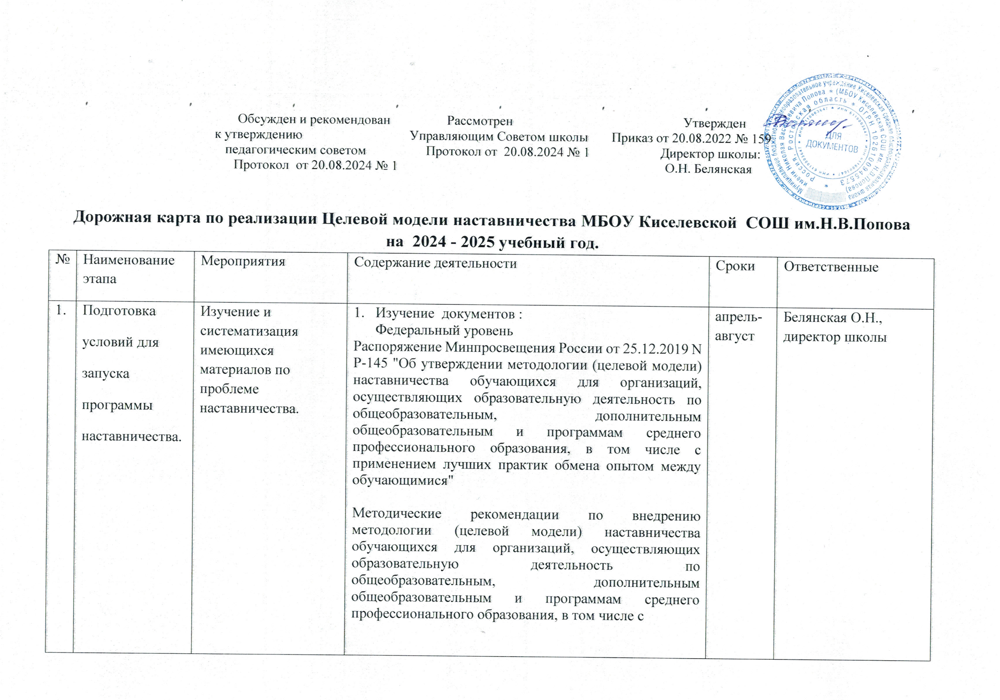 Обсужден и рекомендован
к утверждению
педагогическим советом
Протокол от 20.08.2024 № 1
Рассмотрен
Управляющим Советом школы
Протокол от 20.08.2024 № 1
Утвержден
Приказ от 20.08.2022 № 159
Директор школы:
О.Н. Белянская
Муниципальное бюджетное общеобразовательное учреждение Киселевская средняя общеобразовательная школа
имени Николая Васильевича Попова * (МБОУ Киселевская СОШ им.Н.В.Попова)
Россия, Ростовская область * ОГРН 1026100945573 *
* ИНН 6110003647 * ИНН 6110003647 * ИНН 6110003647
ДЛЯ
ДОКУМЕНТОВ
Дорожная карта по реализации Целевой модели наставничества МБОУ Киселевской СОШ им.Н.В.Попова
на 2024 - 2025 учебный год.
№
Наименование
этапа
Мероприятия
Содержание деятельности
Сроки
Ответственные
1.
Подготовка
условий для
запуска
программы
наставничества.
Изучение и
систематизация
имеющихся
материалов по
проблеме
наставничества.
1. Изучение документов :
Федеральный уровень
Распоряжение Минпросвещения России от 25.12.2019 N
Р-145 "Об утверждении методологии (целевой модели)
наставничества обучающихся для организаций,
осуществляющих образовательную деятельность по
общеобразовательным, дополнительным
общеобразовательным и программам среднего
профессионального образования, в том числе с
применением лучших практик обмена опытом между
обучающимися"
Методические рекомендации по внедрению
методологии (целевой модели) наставничества
обучающихся для организаций, осуществляющих
образовательную деятельность по
общеобразовательным, дополнительным
общеобразовательным и программам среднего
профессионального образования, в том числе с
апрель-
август
Белянская О.Н.,
директор школы